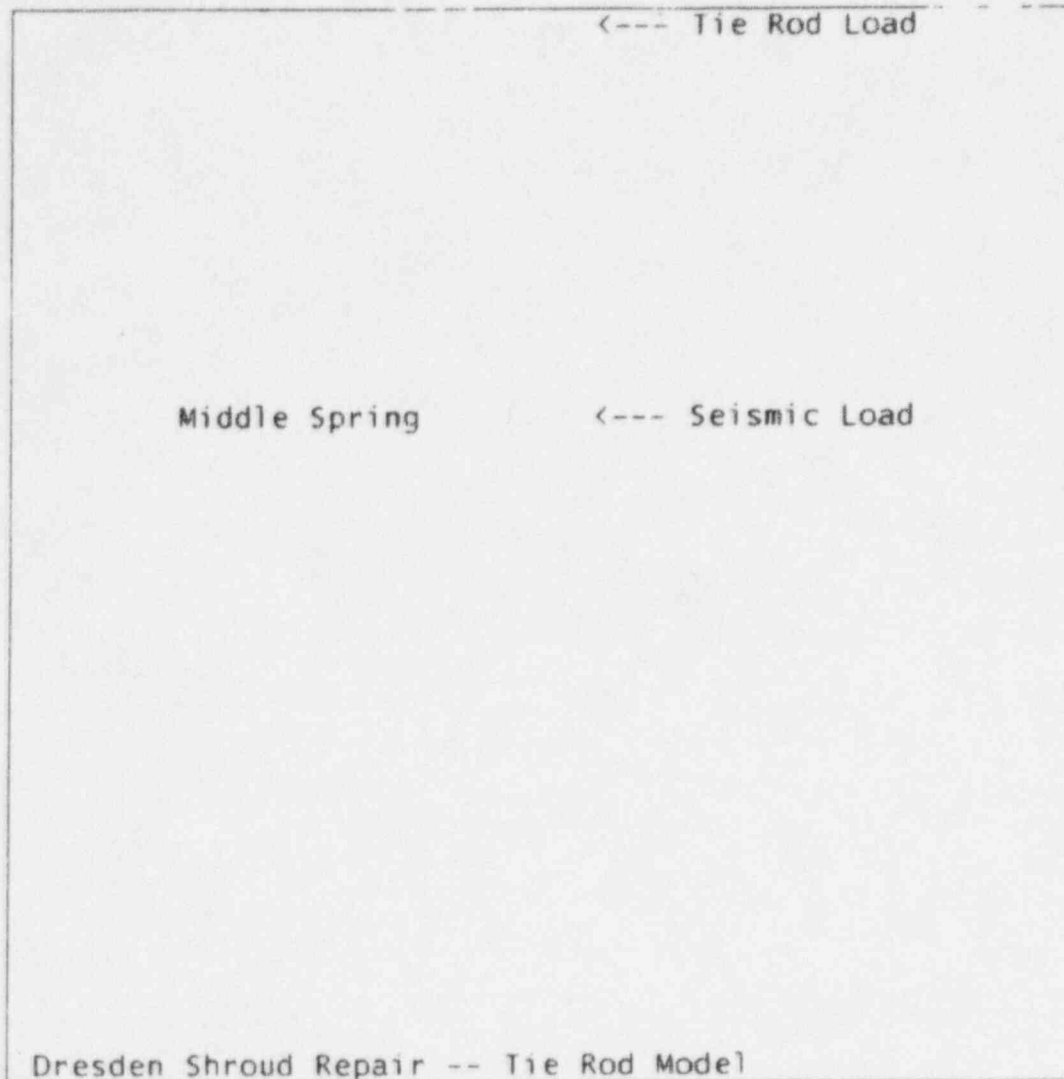 <--- Tie Rod Load
Middle Spring <--- Seismic Load
Dresden Shroud Repair -- Tie Rod Model